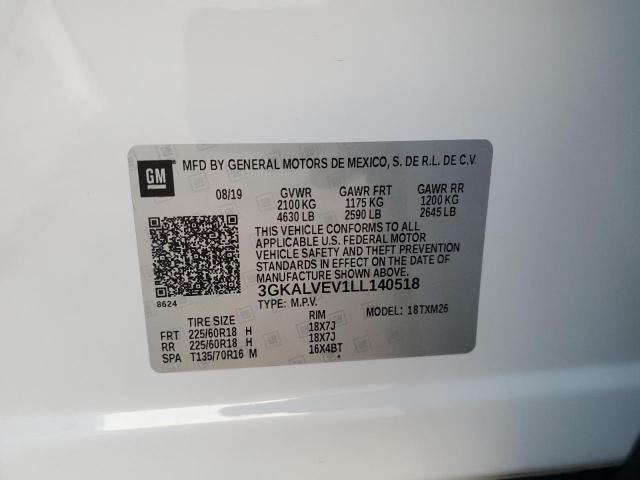 GM
MFD BY GENERAL MOTORS DE MEXICO, S. DE R.L. DE C.V.
08/19 GVWR GAWR FRT GAWR RR
2100 KG 1175 KG 1200 KG
4630 LB 2590 LB 2645 LB
THIS VEHICLE CONFORMS TO ALL
APPLICABLE U.S. FEDERAL MOTOR
VEHICLE SAFETY AND THEFT PREVENTION
STANDARDS IN EFFECT ON THE DATE OF
MANUFACTURE SHOWN ABOVE.
3GKALVEV1LL140518
8624
TYPE: M.P.V. MODEL: 18TXM26
TIRE SIZE RIM
FRT 225/60R18 H 18X7J
RR 225/60R18 H 18X7J
SPA T135/70R16 M 16X4BT